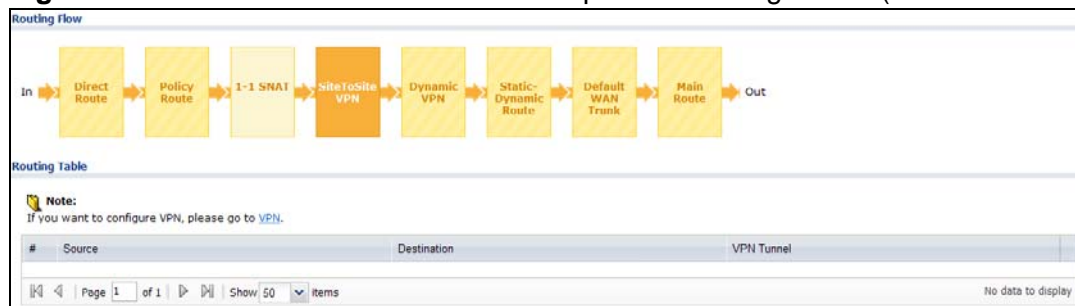 Routing Flow
In
Direct
Route
Policy
Route
1-1 SNAT
SiteToSite
VPN
Dynamic
VPN
Static-
Dynamic
Route
Default
WAN
Trunk
Main
Route
Out
Routing Table
Note:
If you want to configure VPN, please go to VPN.
# Source Destination VPN Tunnel
Page 1 of 1 Show 50 items No data to display